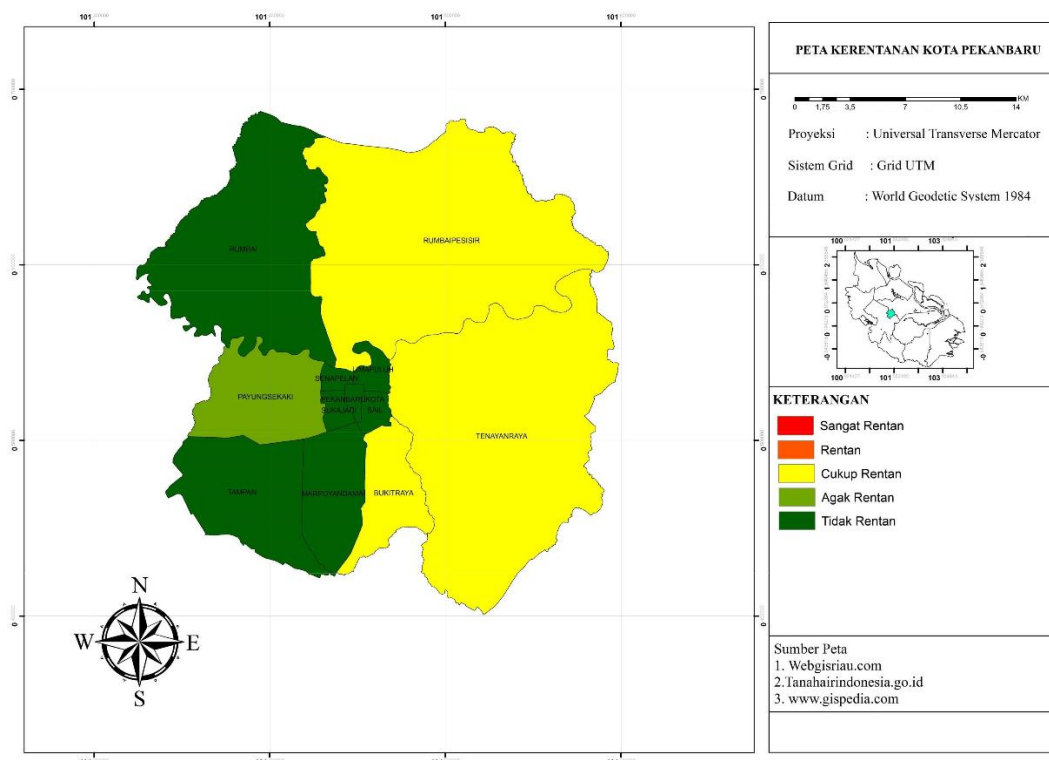 PETA KERENTANAN KOTA PEKANBARU
0 1,75 3,5 7 10,5 14 KM
Proyeksi : Universal Transverse Mercator
Sistem Grid : Grid UTM
Datum : World Geodetic System 1984
100 101 103
KETERANGAN
Sangat Rentan
Rentan
Cukup Rentan
Agak Rentan
Tidak Rentan
Sumber Peta
1. Webgisriau.com
2.Tanahairindonesia.go.id
3. www.gispedia.com
101 101 101 101
RUMBAI
RUMBAIPESISIR
BENAPELAN
PAYUNGSEKAKI
PEKANBARUKOTA
SUKAJADI
SAIL
TENAYANRAYA
TAMPAN
MARPOYANDAMAI
BUKITRAYA
N
W E
S